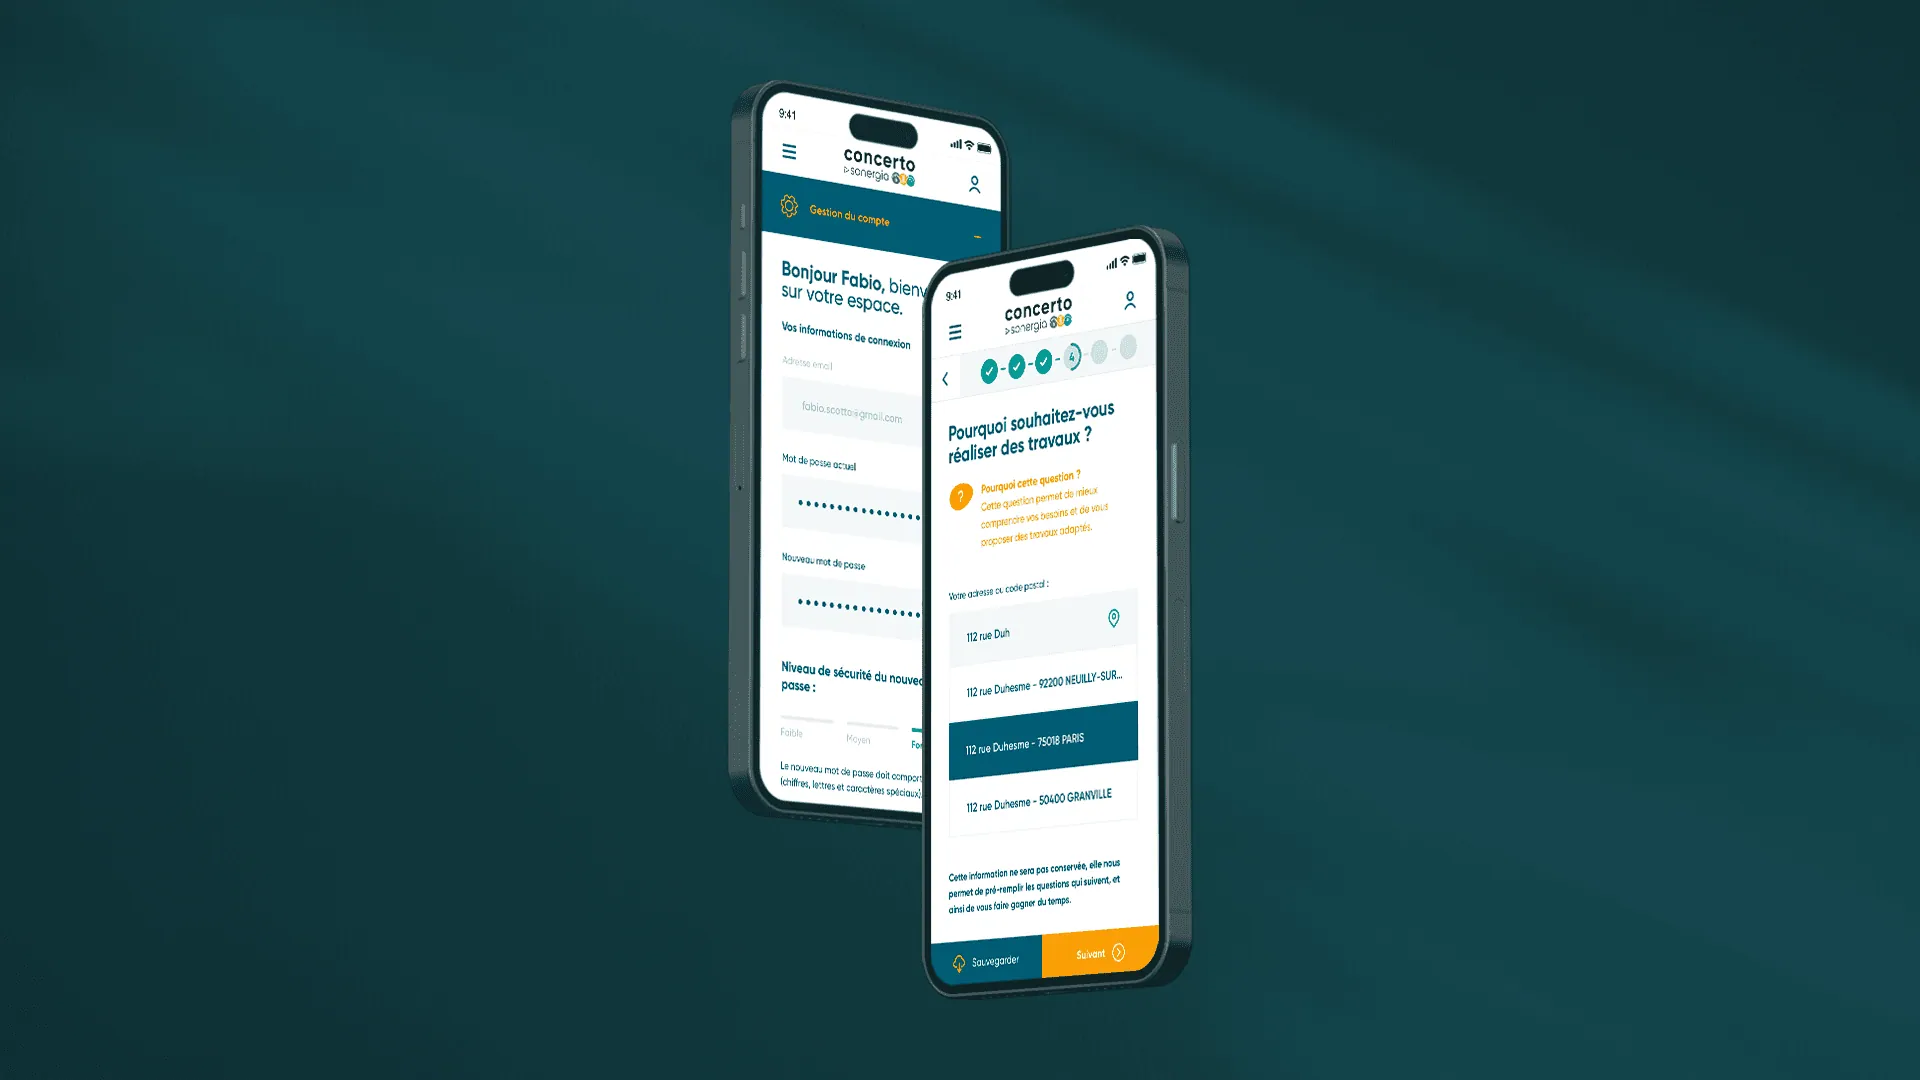 9:41
concerto
sonergia
Gestion du compte
Bonjour Fabio, bienv
sur votre espace.
Vos informations de connexion
Adresse email
fabio.scotto@gmail.com
Mot de passe actuel
Nouveau mot de passe
Niveau de sécurité du nouvea
passe :
Faible
Moyen
For
Le nouveau mot de passe doit comport
(chiffres, lettres et caractères spéciaux).
9:41
concerto
sonergia
4
Pourquoi souhaitez-vous
réaliser des travaux ?
?
Pourquoi cette question ?
Cette question permet de mieux
comprendre vos besoins et de vous
proposer des travaux adaptés.
Votre adresse ou code postal :
112 rue Duh
112 rue Duhesme - 92200 NEUILLY-SUR...
112 rue Duhesme - 75018 PARIS
112 rue Duhesme - 50400 GRANVILLE
Cette information ne sera pas conservée, elle nous
permet de pré-remplir les questions qui suivent, et
ainsi de vous faire gagner du temps.
Sauvegarder
Suivant